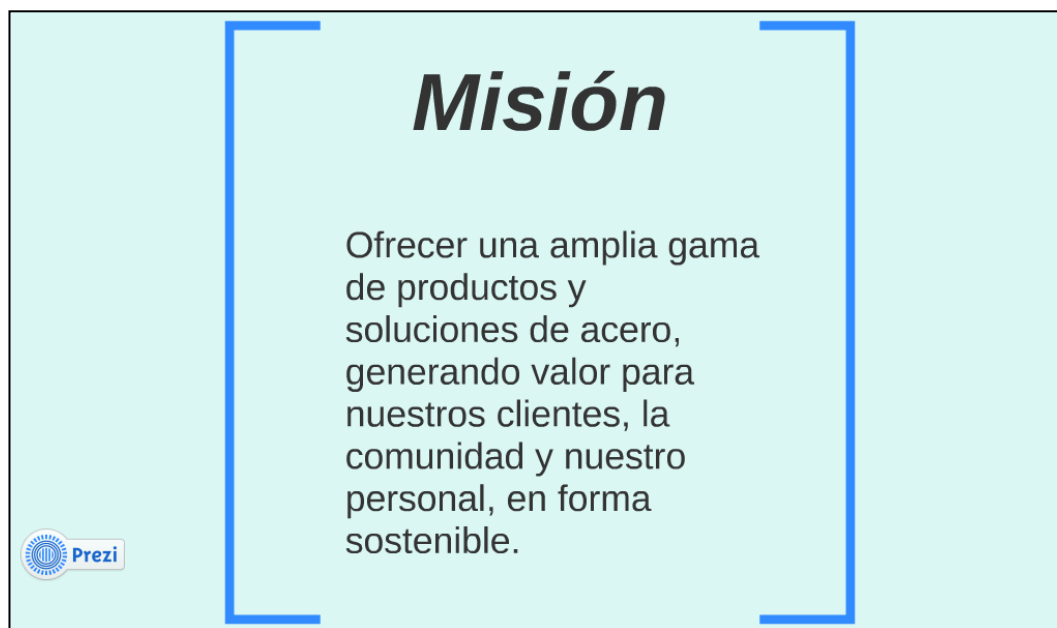 Misión
Ofrecer una amplia gama
de productos y
soluciones de acero,
generando valor para
nuestros clientes, la
comunidad y nuestro
personal, en forma
sostenible.
Prezi